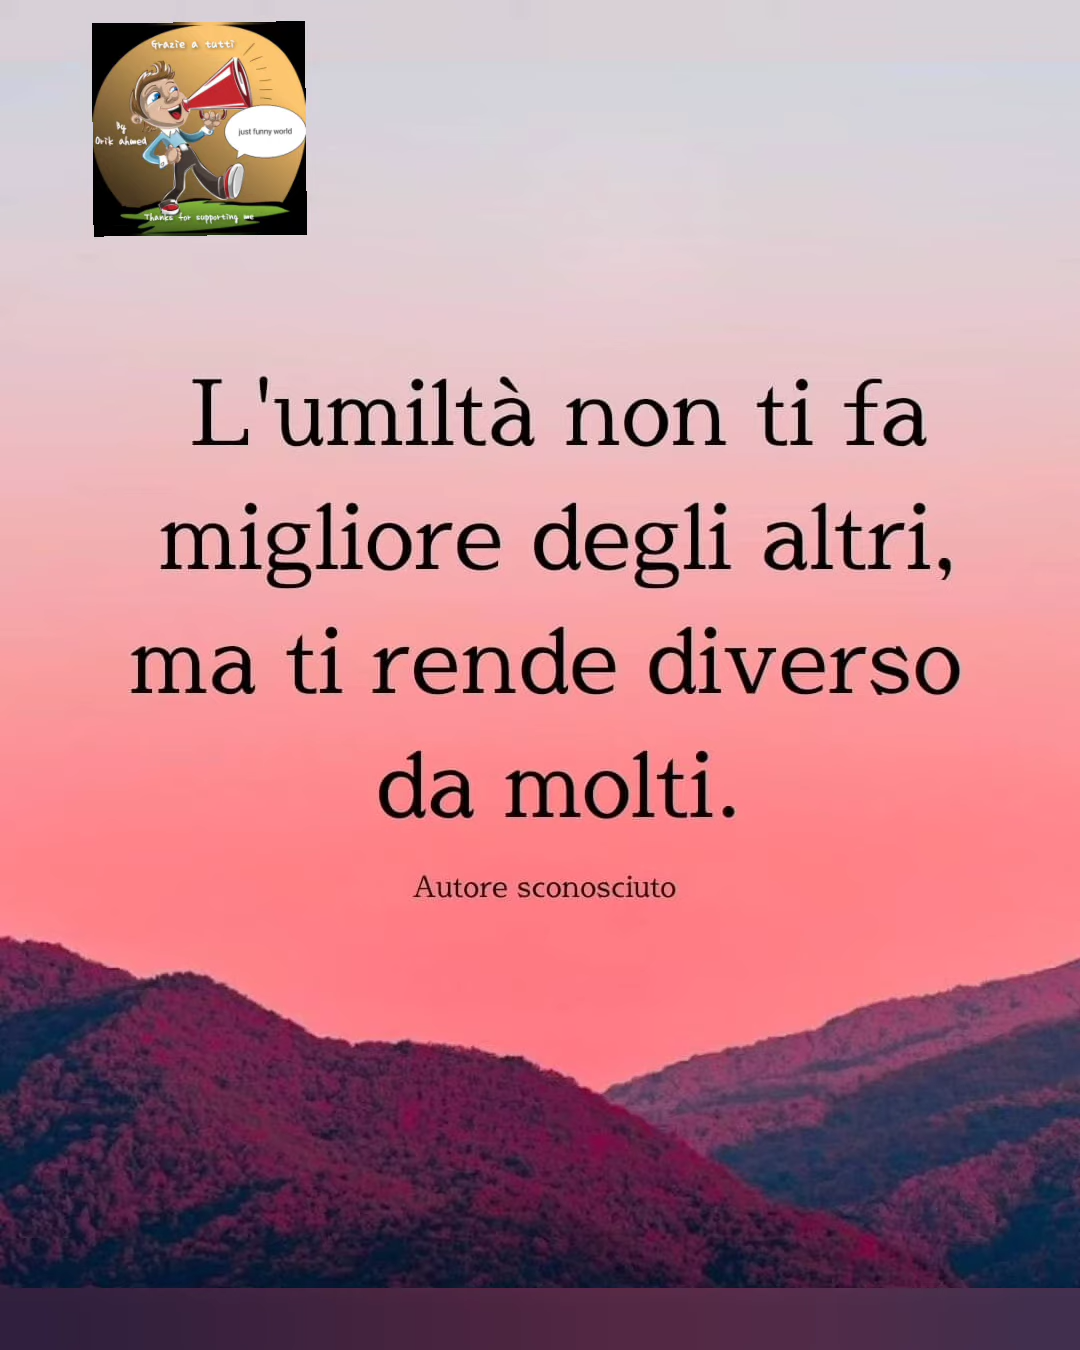 Grazie a tutti
By
Orik ahmed
just funny world
Thanks for supporting me
L'umiltà non ti fa
migliore degli altri,
ma ti rende diverso
da molti.
Autore sconosciuto